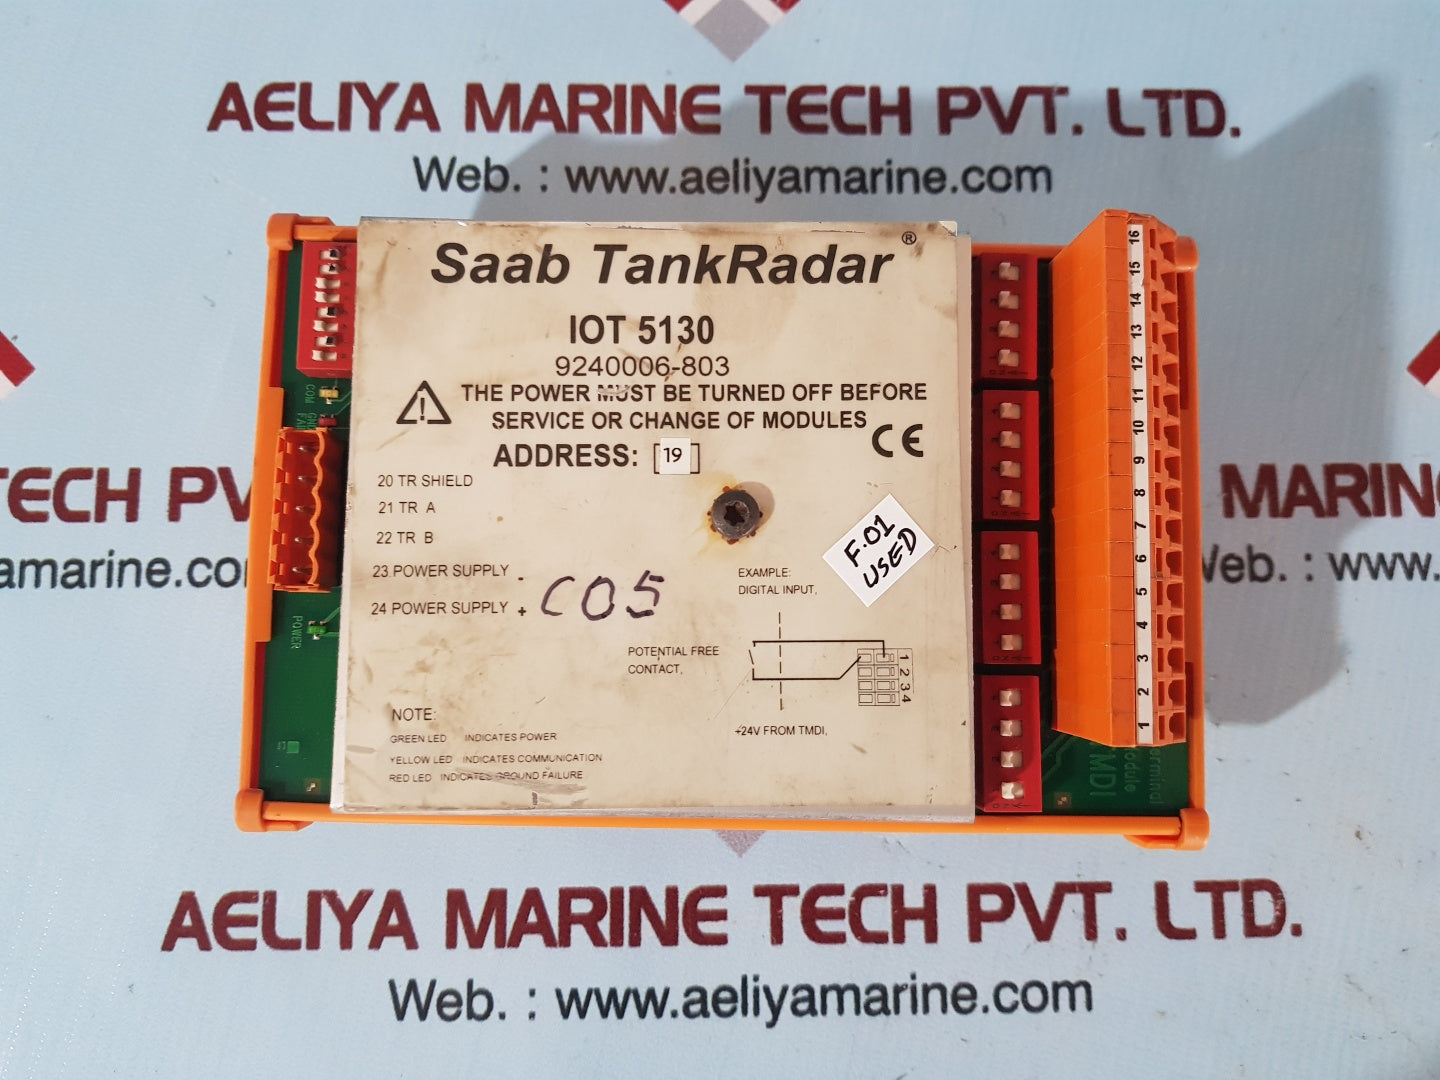 AELIYA MARINE TECH PVT. LTD.
Web. : www.aeliyamarine.com
Saab TankRadar ®
IOT 5130
9240006-803
THE POWER MUST BE TURNED OFF BEFORE
SERVICE OR CHANGE OF MODULES
CE
ADDRESS: [19]
20 TR SHIELD
21 TR A
22 TR B
23 POWER SUPPLY -
24 POWER SUPPLY +
C05
F.01
USED
EXAMPLE:
DIGITAL INPUT,
POTENTIAL FREE
CONTACT,
1
2
3
4
+24V FROM TMDI,
NOTE:
GREEN LED INDICATES POWER
YELLOW LED INDICATES COMMUNICATION
RED LED INDICATES GROUND FAILURE
COM
POWER
16
15
14
13
12
11
10
9
8
7
6
5
4
3
2
1
TECH PV
amarine.co
MARIN
Web. : www.
AELIYA MARINE TECH PVT. LTD.
Web. : www.aeliyamarine.com